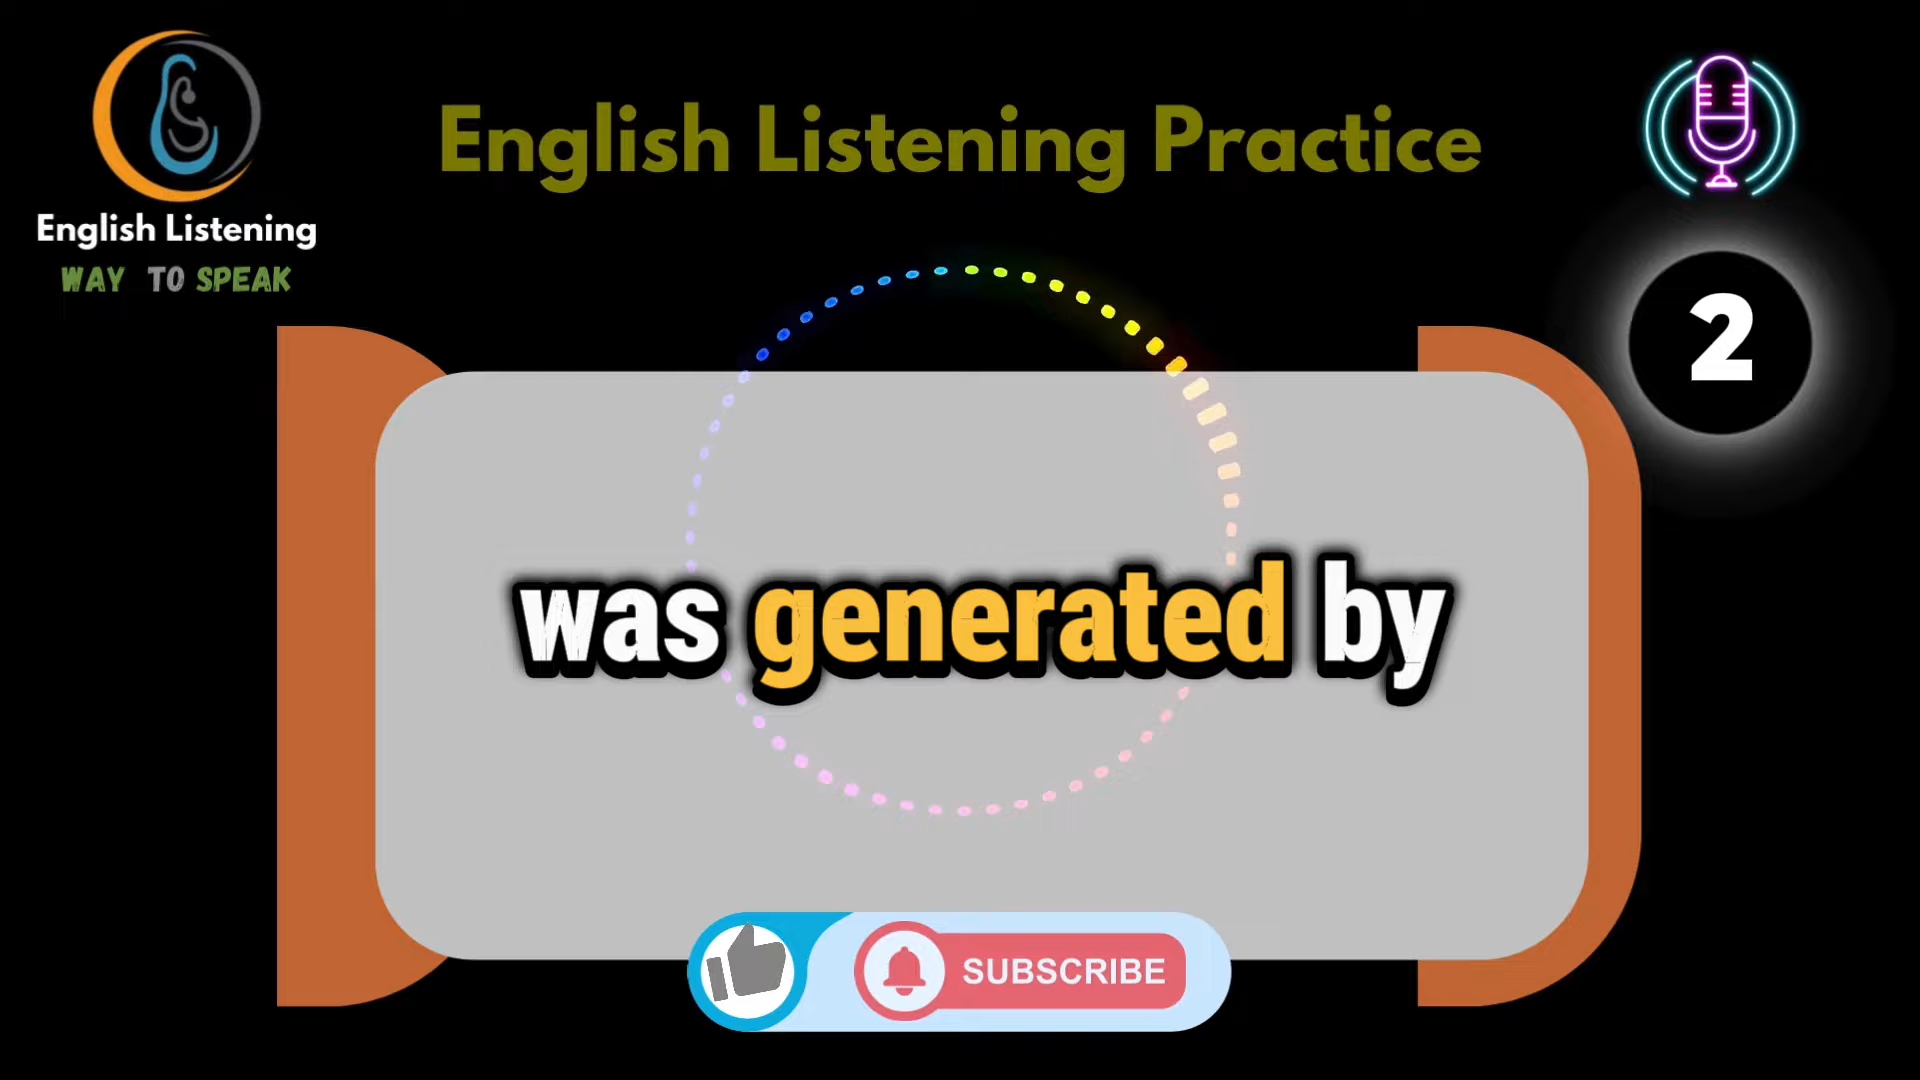 English Listening Practice
English Listening
WAY TO SPEAK
2
was generated by
SUBSCRIBE